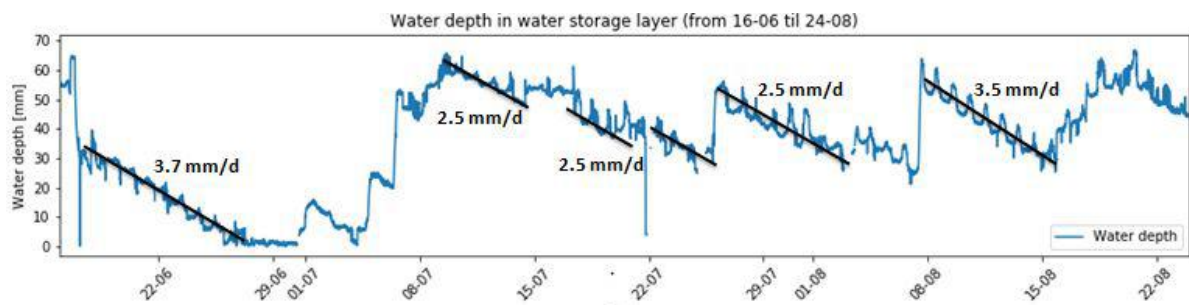 Water depth in water storage layer (from 16-06 til 24-08)
Water depth [mm]
70
60
50
40
30
20
10
0
3.7 mm/d
2.5 mm/d
2.5 mm/d
2.5 mm/d
3.5 mm/d
Water depth
22-06
29-06
01-07
08-07
15-07
22-07
29-07
01-08
08-08
15-08
22-08